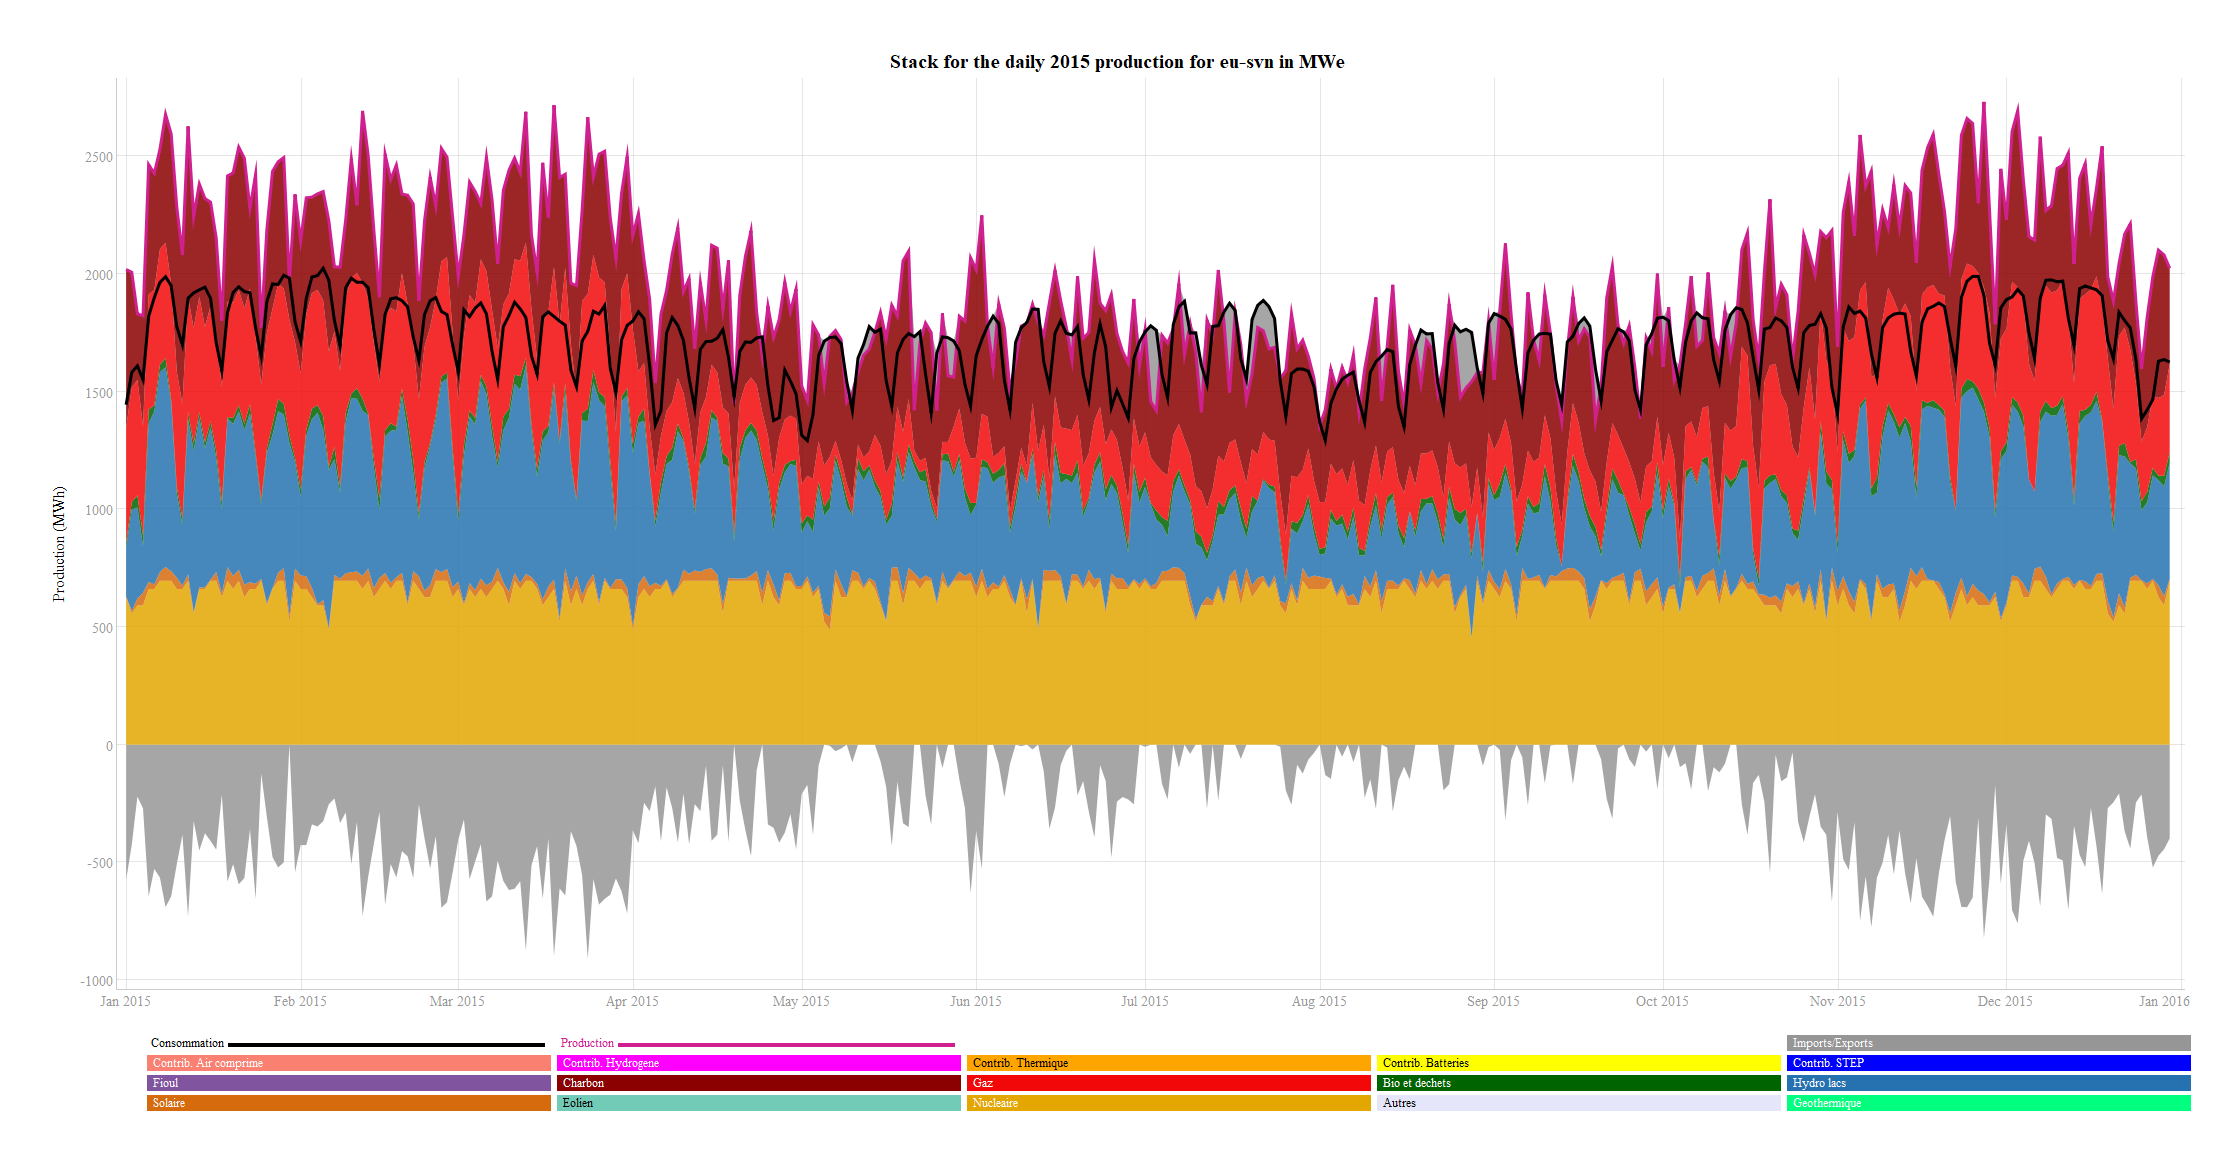 Stack for the daily 2015 production for eu-svn in MWe
Production (MWh)
2500
2000
1500
1000
500
0
-500
-1000
Jan 2015 Feb 2015 Mar 2015 Apr 2015 May 2015 Jun 2015 Jul 2015 Aug 2015 Sep 2015 Oct 2015 Nov 2015 Dec 2015 Jan 2016
Consommation Production Imports/Exports
Contrib. Air comprime Contrib. Hydrogene Contrib. Thermique Contrib. Batteries Contrib. STEP
Fioul Charbon Gaz Bio et dechets Hydro lacs
Solaire Eolien Nucleaire Autres Geothermique